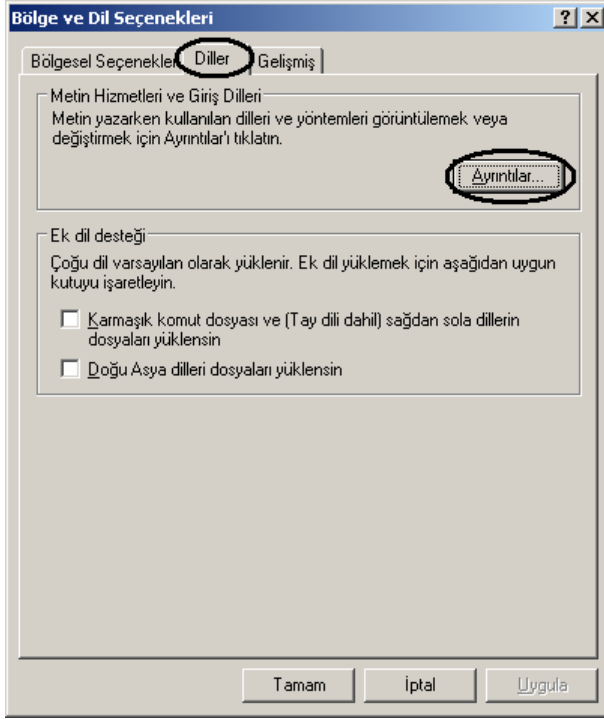 Bölge ve Dil Seçenekleri
Bölgesel Seçenekler Diller Gelişmiş
Metin Hizmetleri ve Giriş Dilleri
Metin yazarken kullanılan dilleri ve yöntemleri görüntülemek veya
değiştirmek için Ayrıntılar'ı tıklatın.
Ayrıntılar...
Ek dil desteği
Çoğu dil varsayılan olarak yüklenir. Ek dil yüklemek için aşağıdan uygun
kutuyu işaretleyin.
Karmaşık komut dosyası ve (Tay dili dahil) sağdan sola dillerin
dosyaları yüklensin
Doğu Asya dilleri dosyaları yüklensin
Tamam İptal Uygula